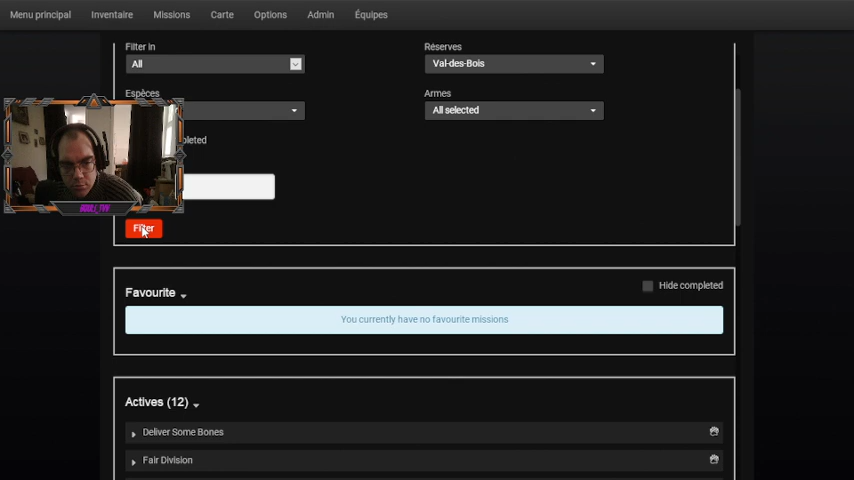 Menu principal Inventaire Missions Carte Options Admin Équipes
Filter in Réserves
All Val-des-Bois
Espèces Armes
All selected
Filter
Favourite Hide completed
You currently have no favourite missions
Actives (12)
Deliver Some Bones
Fair Division